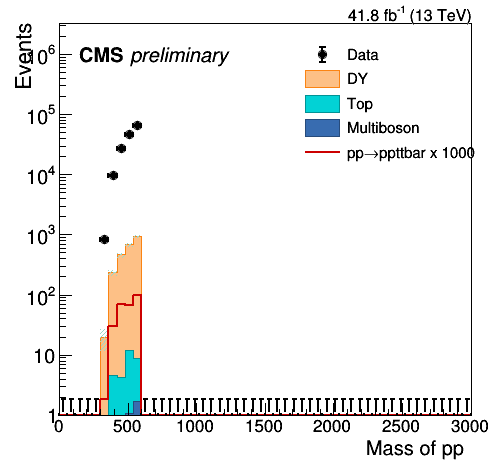 41.8 fb⁻¹ (13 TeV)
Events
CMS preliminary
Data
DY
Top
Multiboson
pp→ppttbar x 1000
10⁶
10⁵
10⁴
10³
10²
10
1
0 500 1000 1500 2000 2500 3000
Mass of pp